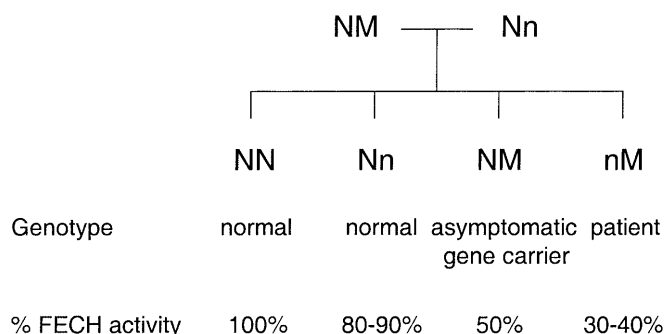 NM Nn
NN Nn NM nM
Genotype normal normal asymptomatic patient
gene carrier
% FECH activity 100% 80-90% 50% 30-40%